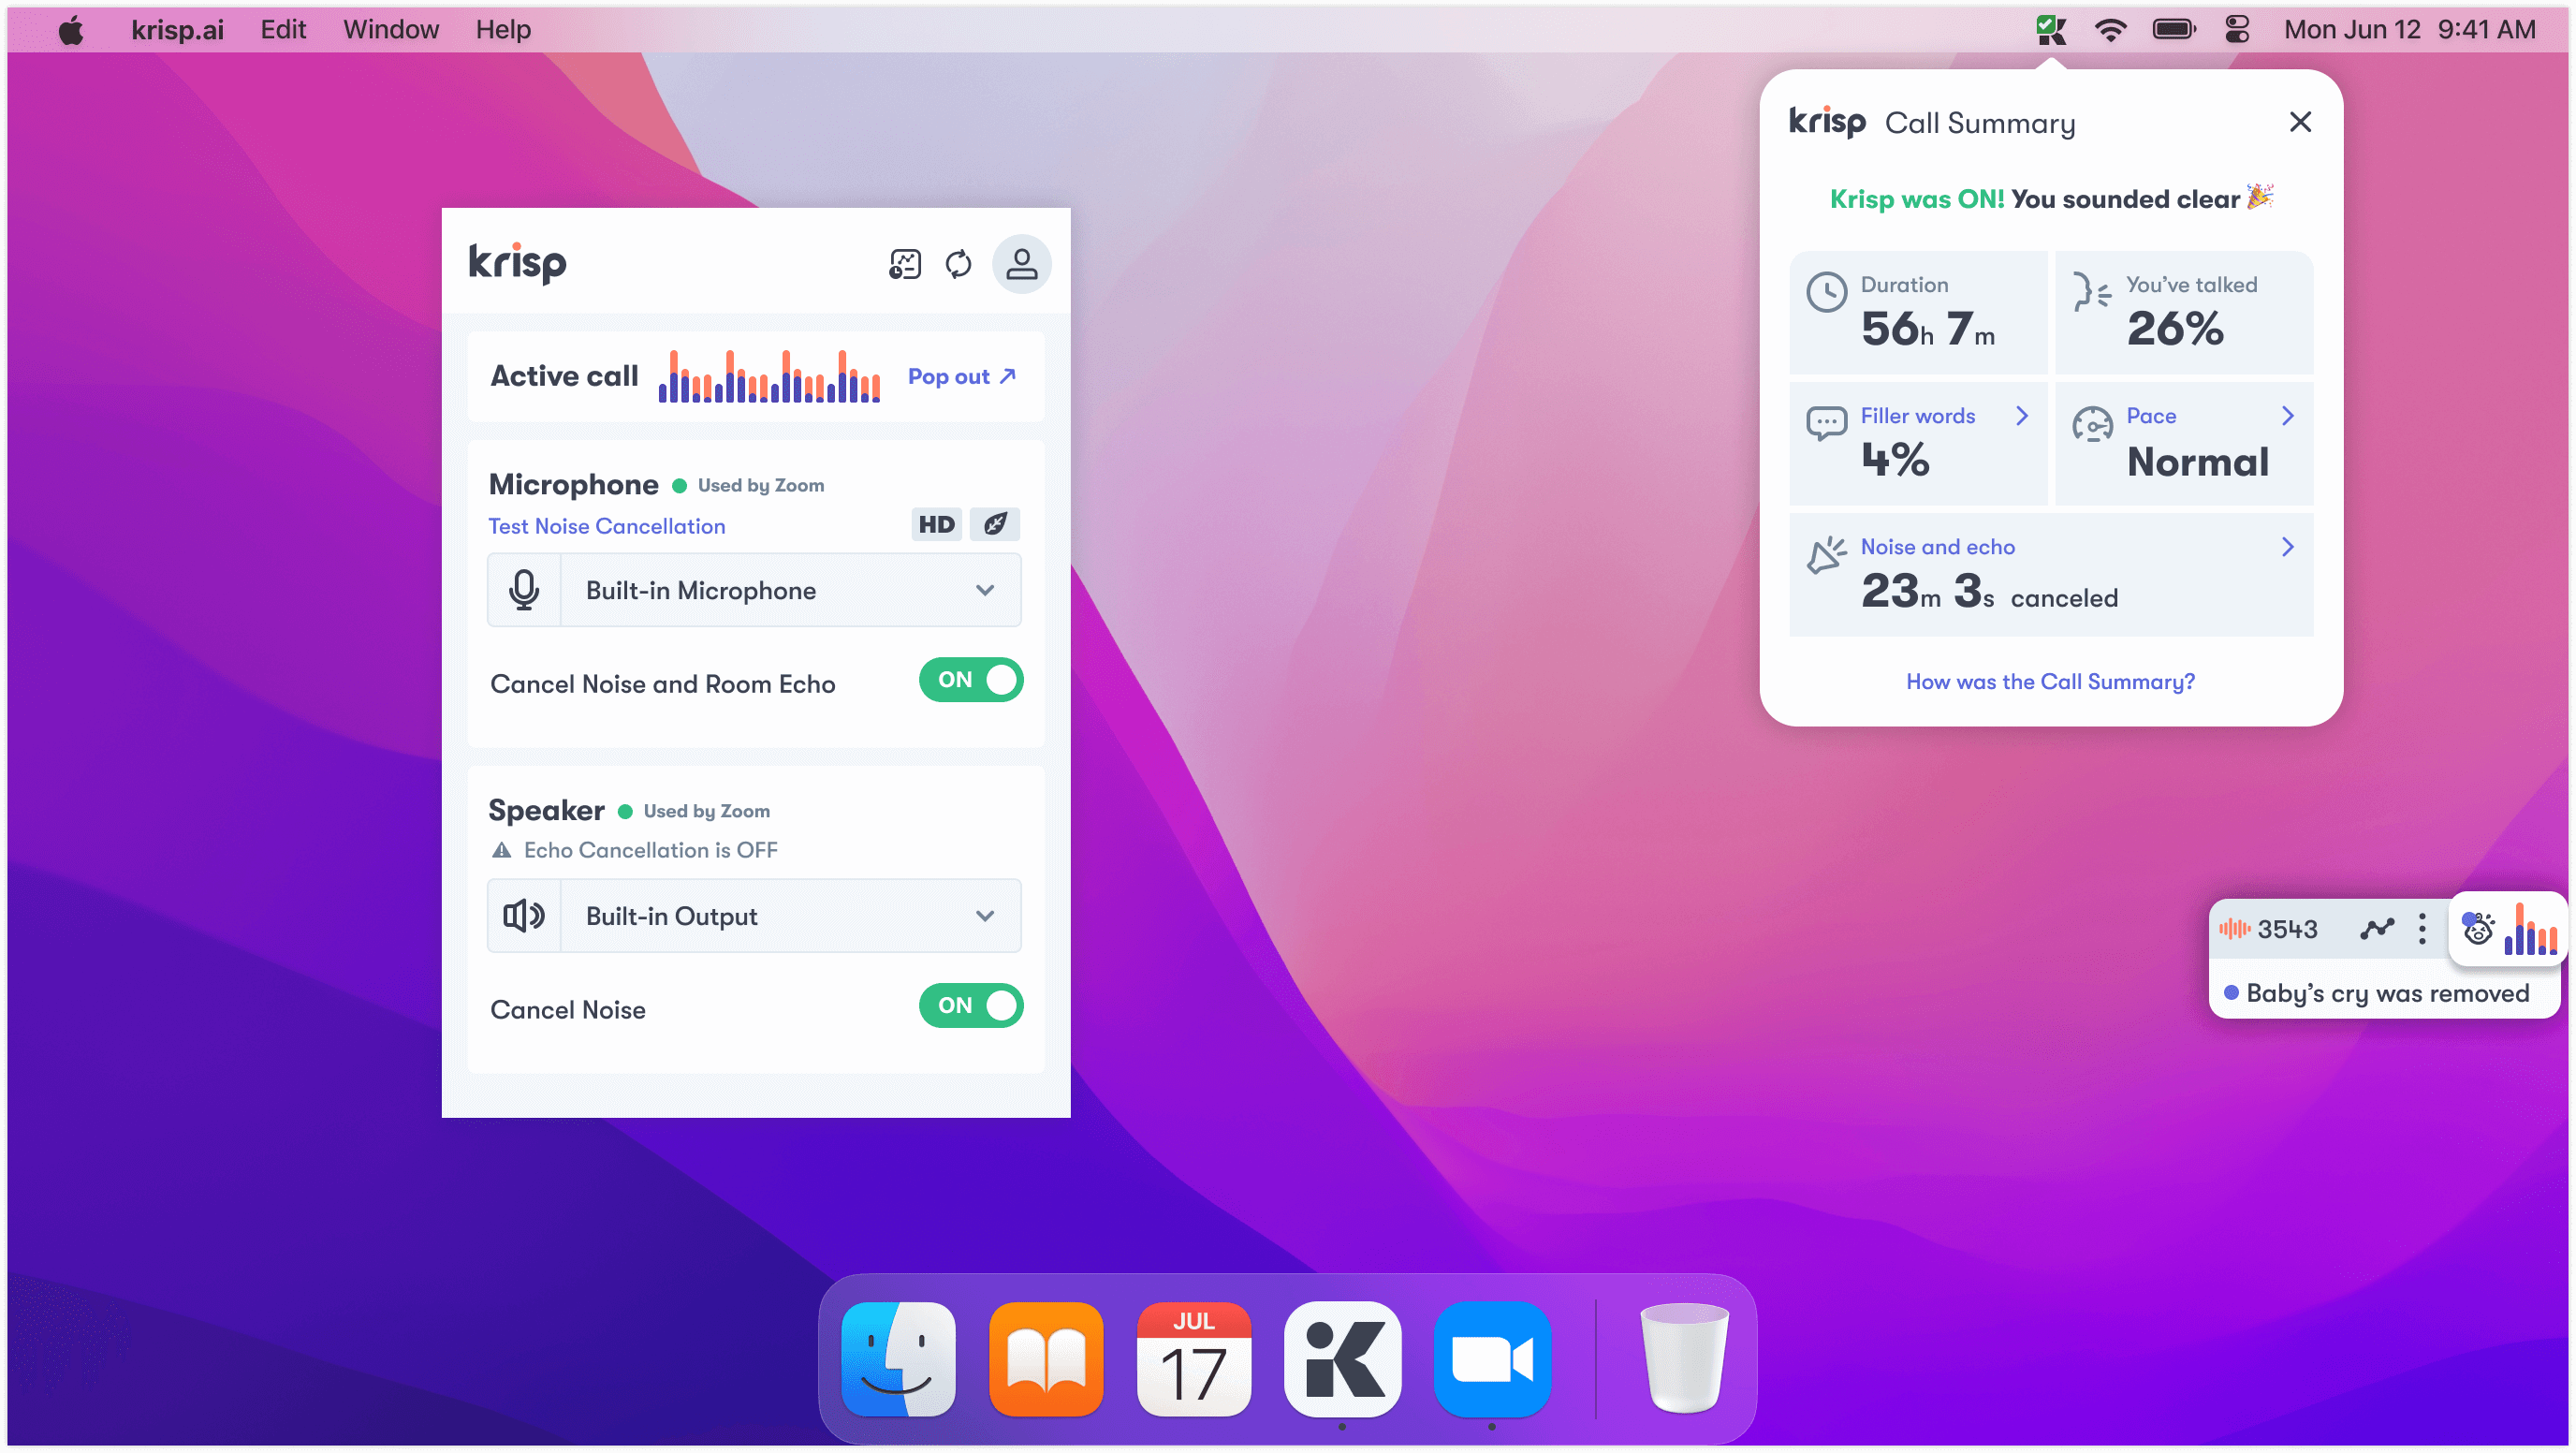 krisp.ai Edit Window Help
Mon Jun 12 9:41 AM
krisp
Active call
Pop out
Microphone Used by Zoom
Test Noise Cancellation
HD
Built-in Microphone
Cancel Noise and Room Echo
ON
Speaker Used by Zoom
Echo Cancellation is OFF
Built-in Output
Cancel Noise
ON
krisp Call Summary
Krisp was ON! You sounded clear
Duration
56h 7m
You’ve talked
26%
Filler words
4%
Pace
Normal
Noise and echo
23m 3s canceled
How was the Call Summary?
3543
Baby’s cry was removed
JUL
17